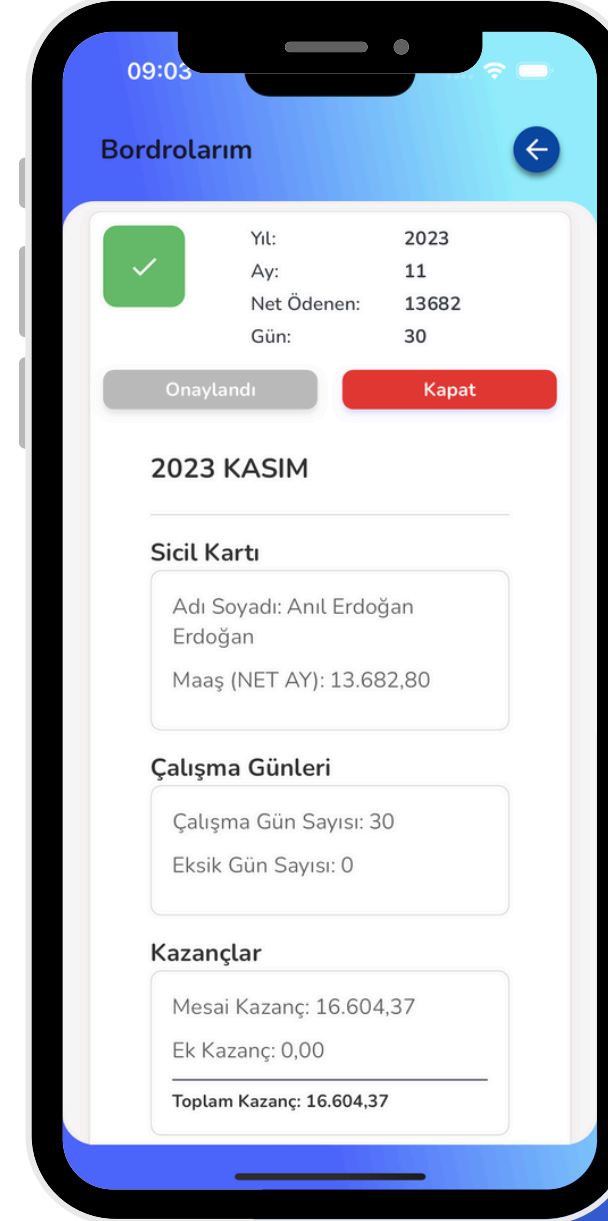 09:03
Bordrolarım
Yıl: 2023
Ay: 11
Net Ödenen: 13682
Gün: 30
Onaylandı Kapat
2023 KASIM
Sicil Kartı
Adı Soyadı: Anıl Erdoğan
Erdoğan
Maaş (NET AY): 13.682,80
Çalışma Günleri
Çalışma Gün Sayısı: 30
Eksik Gün Sayısı: 0
Kazançlar
Mesai Kazanç: 16.604,37
Ek Kazanç: 0,00
Toplam Kazanç: 16.604,37